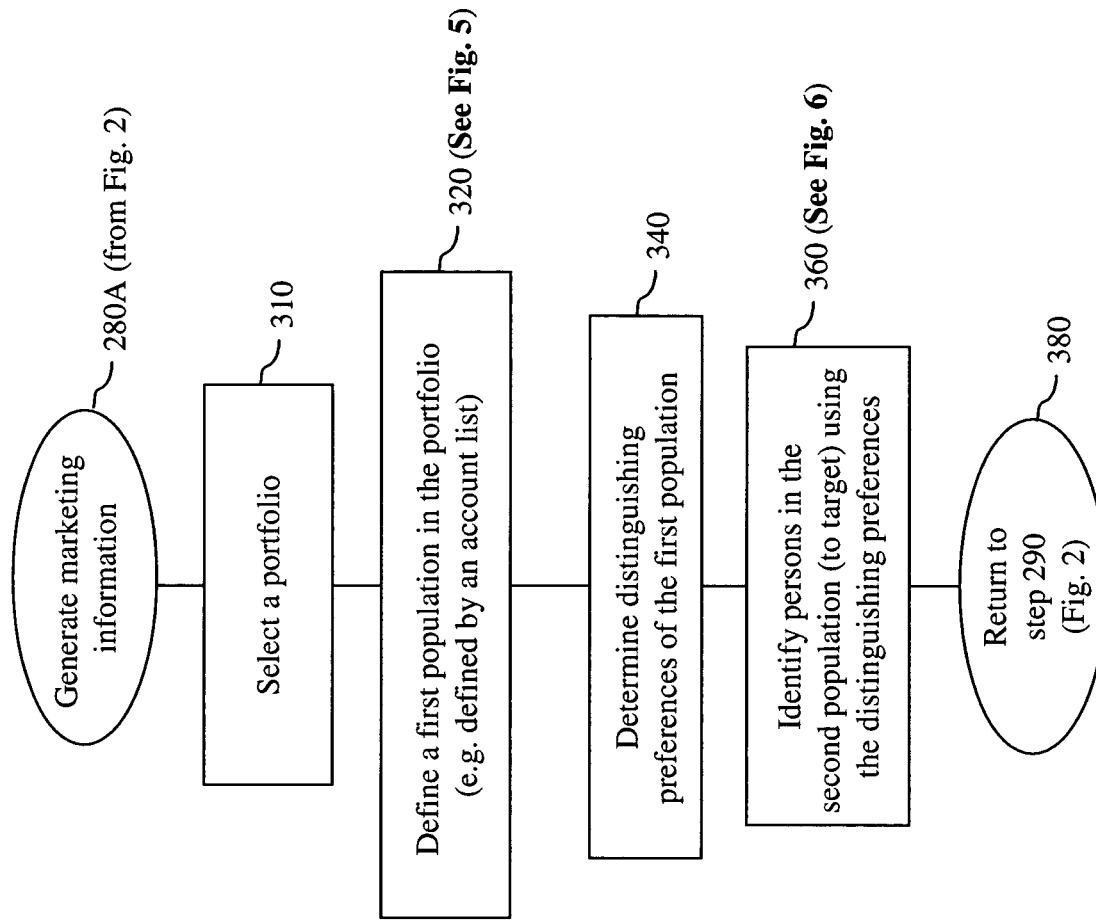 Generate marketing
information
280A (from Fig. 2)
Select a portfolio
310
Define a first population in the portfolio
(e.g. defined by an account list)
320 (See Fig. 5)
Determine distinguishing
preferences of the first population
340
Identify persons in the
second population (to target) using
the distinguishing preferences
360 (See Fig. 6)
Return to
step 290
(Fig. 2)
380